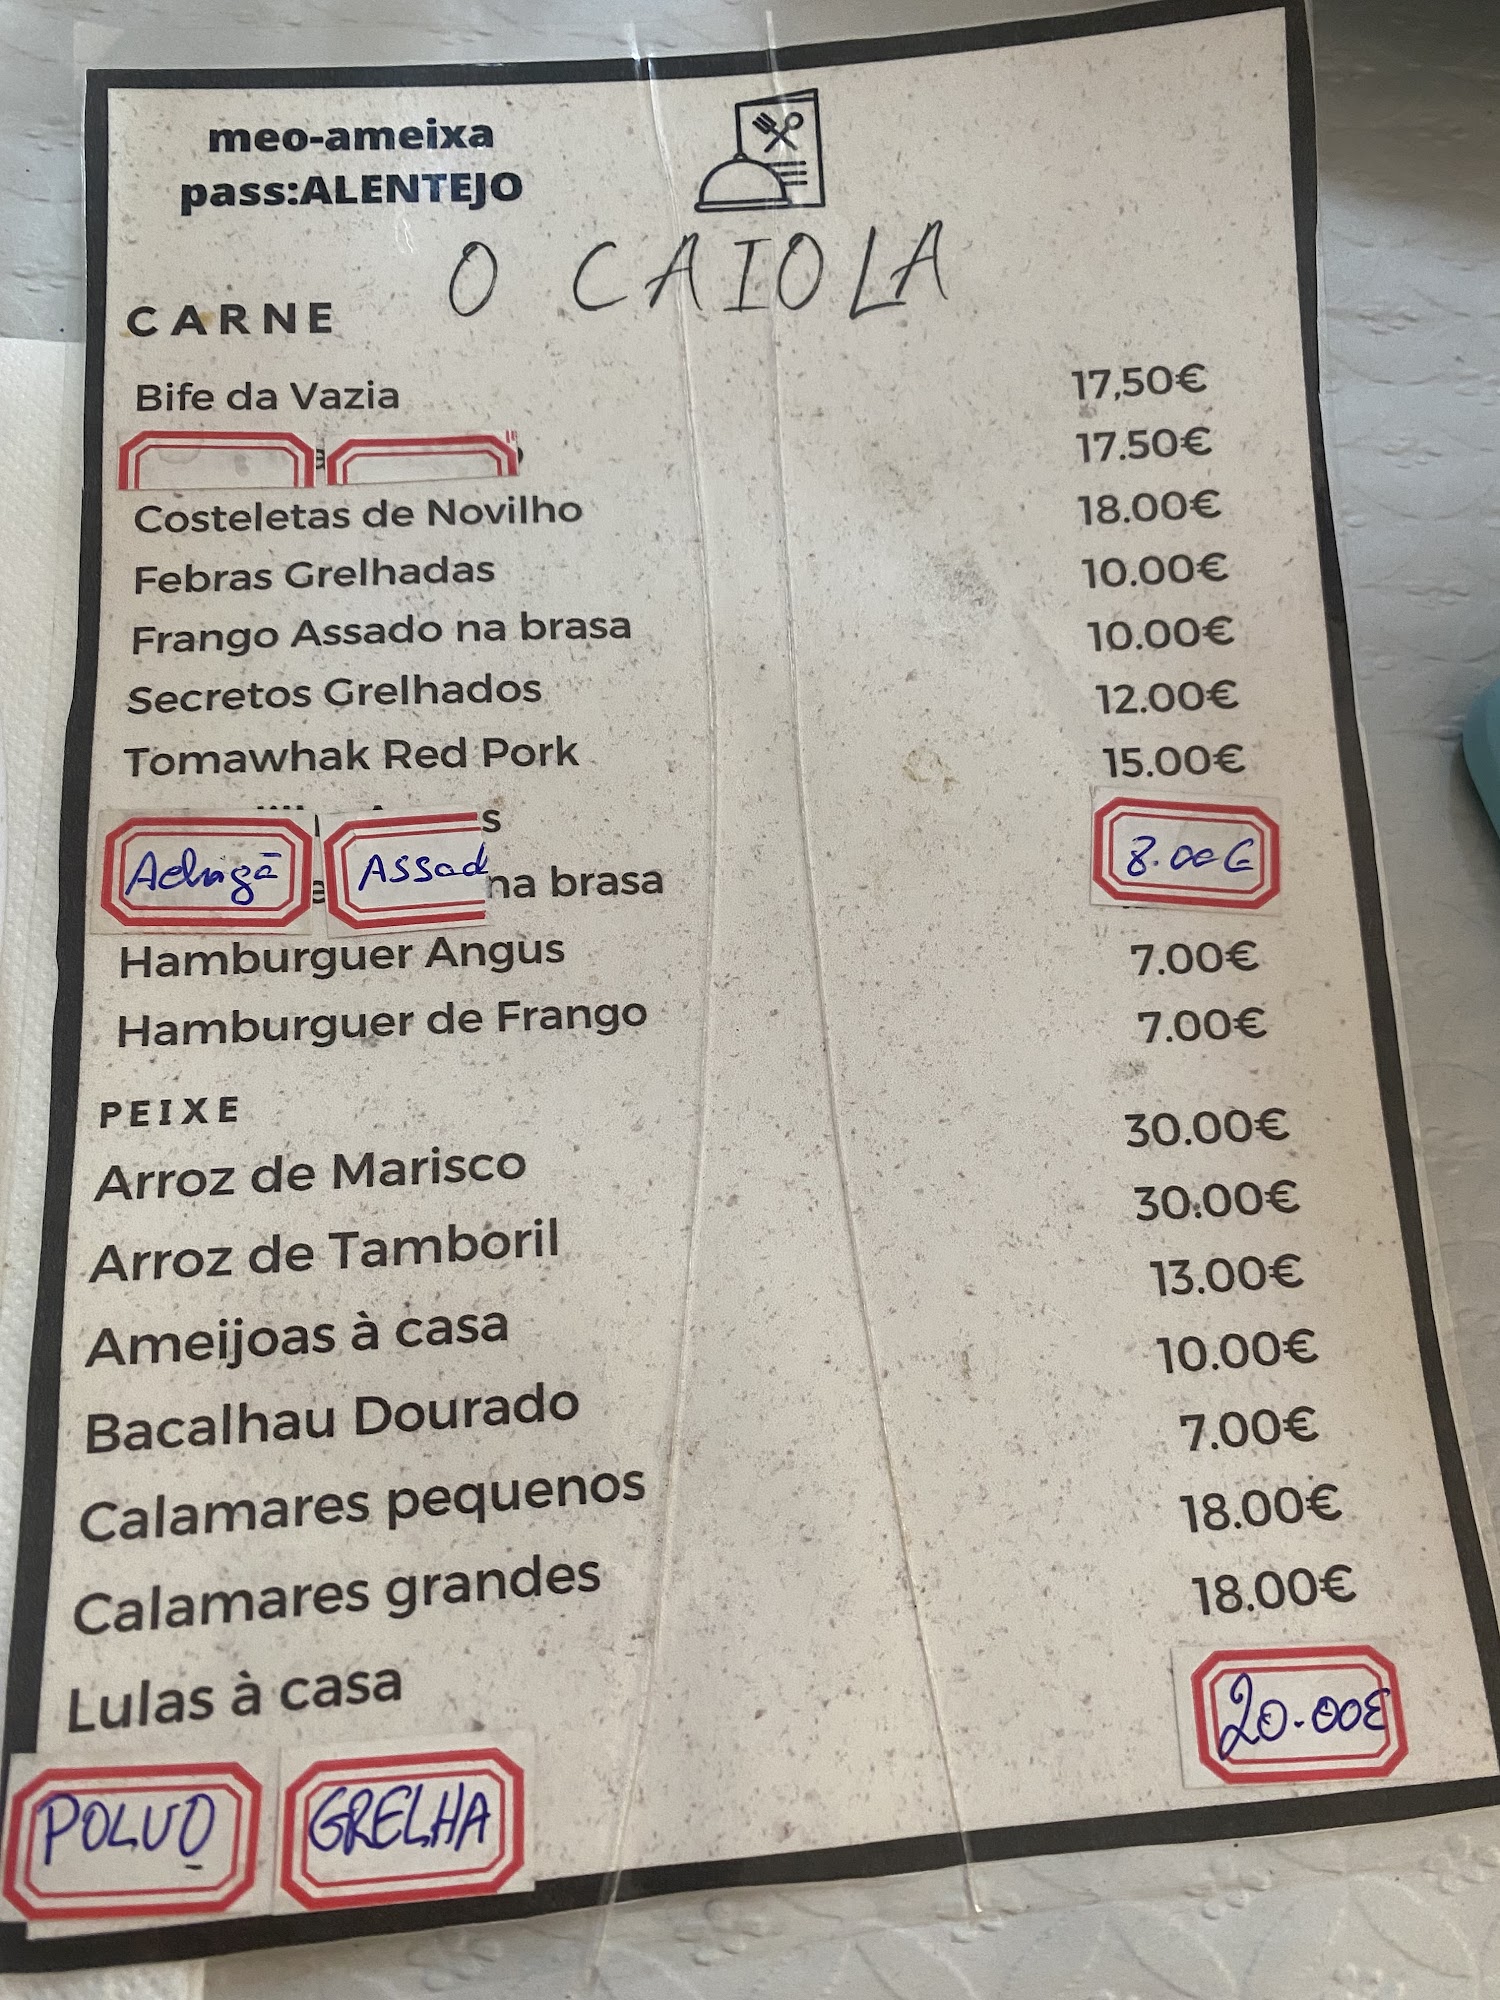 meo-ameixa
pass:ALENTEJO
O CAIOLA
CARNE
Bife da Vazia 17,50€
17.50€
Costeletas de Novilho 18.00€
Febras Grelhadas 10.00€
Frango Assado na brasa 10.00€
Secretos Grelhados 12.00€
Tomawhak Red Pork 15.00€
Assad na brasa 8.00€
Hamburguer Angus 7.00€
Hamburguer de Frango 7.00€
PEIXE
Arroz de Marisco 30.00€
Arroz de Tamboril 30.00€
Ameijoas à casa 13.00€
Bacalhau Dourado 10.00€
Calamares pequenos 7.00€
Calamares grandes 18.00€
Lulas à casa 18.00€
POLVO GRELHA 20.00€